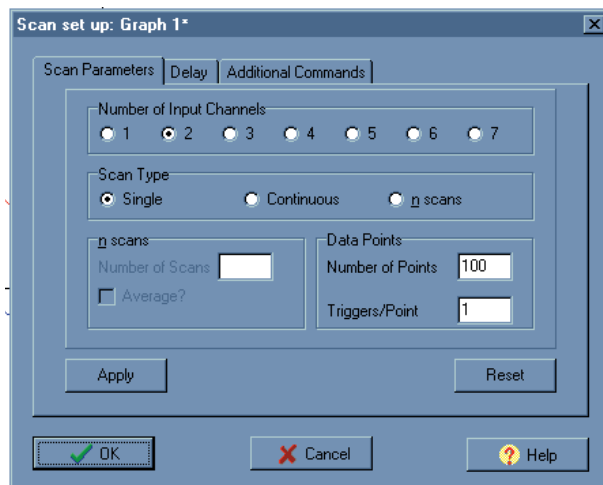 Scan set up: Graph 1*
Scan Parameters Delay Additional Commands
Number of Input Channels
1 2 3 4 5 6 7
Scan Type
Single Continuous n scans
n scans
Number of Scans
Average?
Data Points
Number of Points 100
Triggers/Point 1
Apply Reset
OK Cancel Help